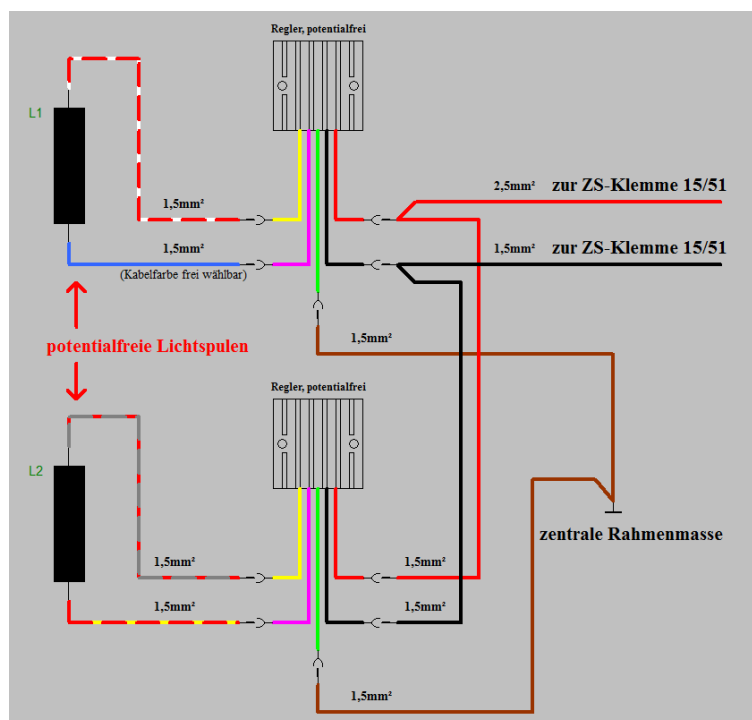 Regler, potentialfrei
L1
1,5mm²
2,5mm² zur ZS-Klemme 15/51
1,5mm² 1,5mm² zur ZS-Klemme 15/51
(Kabelfarbe frei wählbar)
1,5mm²
potentialfreie Lichtspulen
Regler, potentialfrei
L2
zentrale Rahmenmasse
1,5mm² 1,5mm²
1,5mm² 1,5mm²
1,5mm²